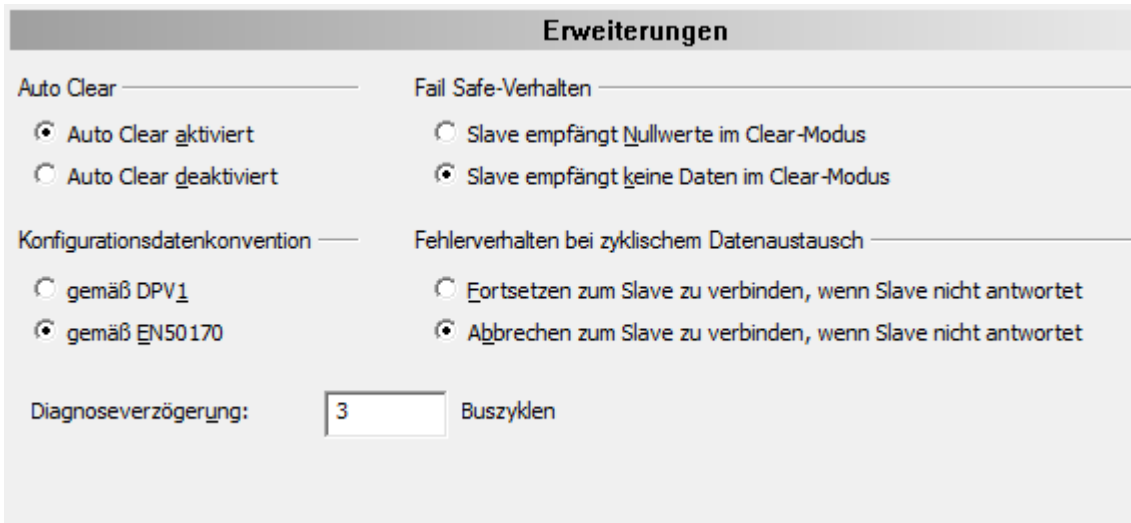 Erweiterungen
Auto Clear
Auto Clear aktiviert
Auto Clear deaktiviert
Fail Safe-Verhalten
Slave empfängt Nullwerte im Clear-Modus
Slave empfängt keine Daten im Clear-Modus
Konfigurationsdatenkonvention
gemäß DPV1
gemäß EN50170
Fehlerverhalten bei zyklischem Datenaustausch
Fortsetzen zum Slave zu verbinden, wenn Slave nicht antwortet
Abbrechen zum Slave zu verbinden, wenn Slave nicht antwortet
Diagnoseverzögerung: 3 Buszyklen